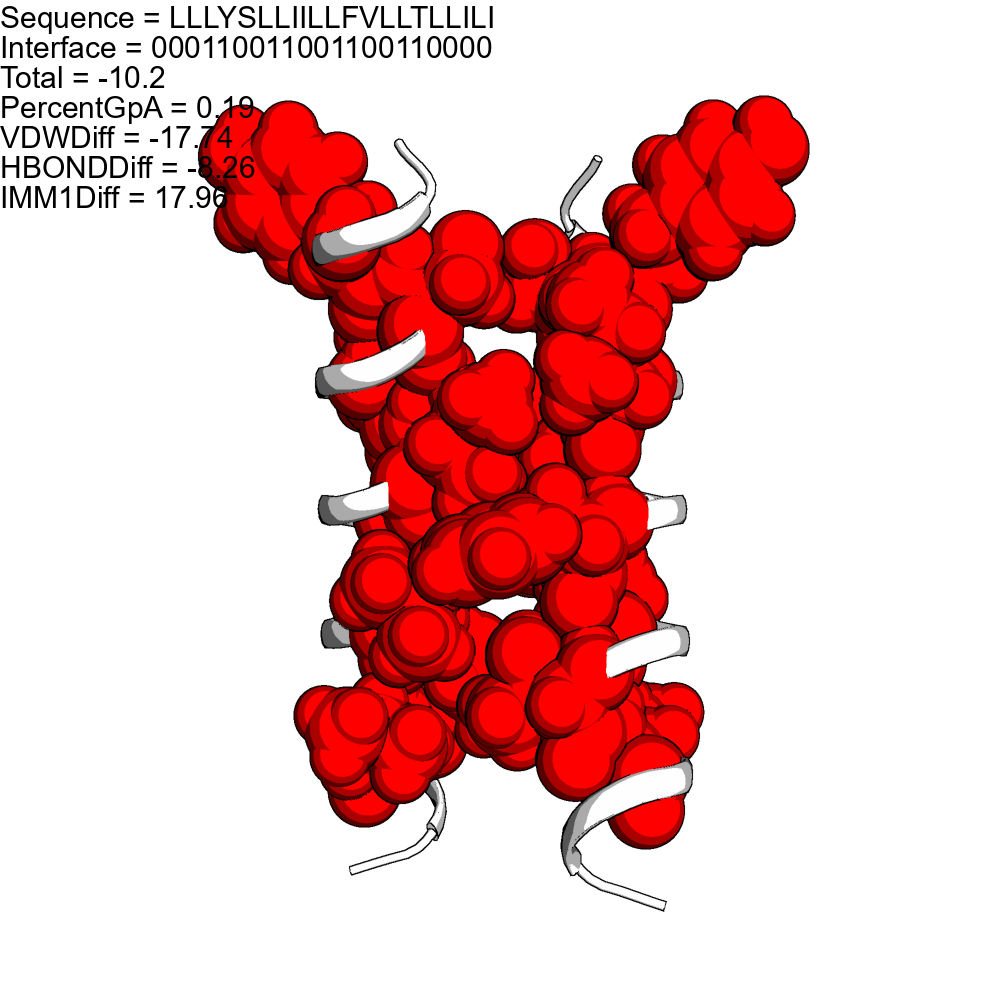 Sequence = LLLYSLLIILLFVLLTLLILI
Interface = 000110011001100110000
Total = -10.2
PercentGpA = 0.19
VDWDiff = -17.74
HBONDDiff = -8.26
IMM1Diff = 17.96